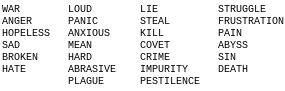 WAR LOUD LIE STRUGGLE
ANGER PANIC STEAL FRUSTRATION
HOPELESS ANXIOUS KILL PAIN
SAD MEAN COVET ABYSS
BROKEN HARD CRIME SIN
HATE ABRASIVE IMPURITY DEATH
PLAGUE PESTILENCE